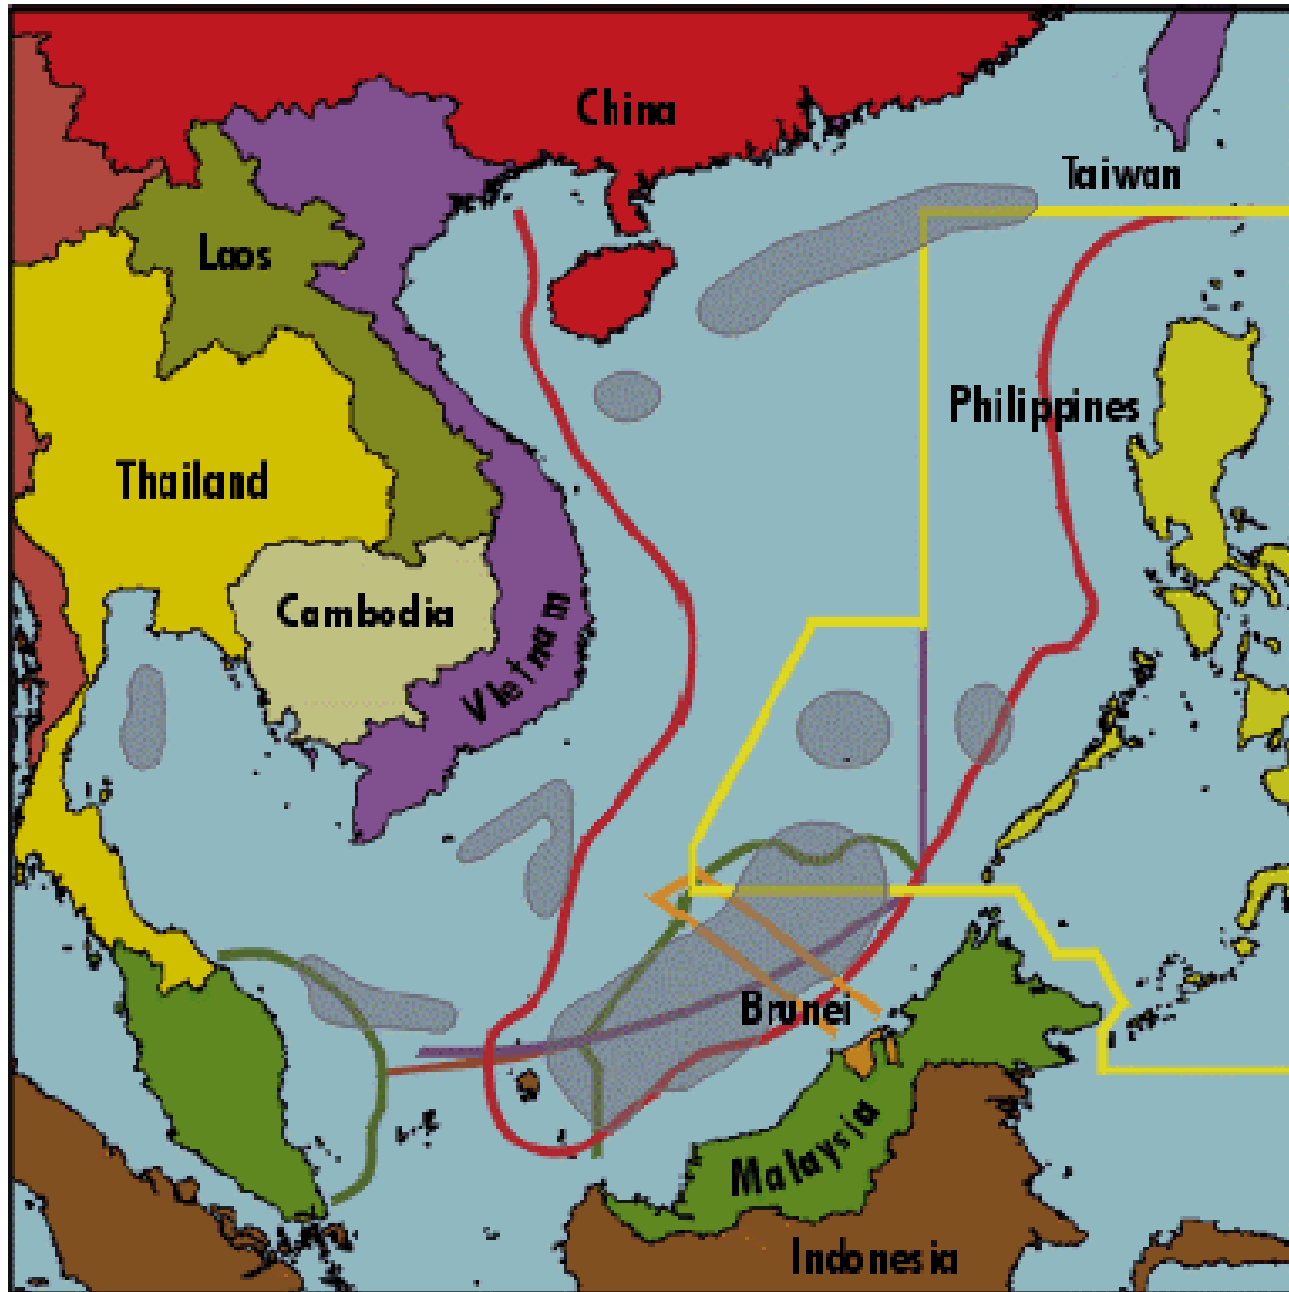 China
Taiwan
Laos
Philippines
Thailand
Cambodia
Vietnam
Brunei
Malaysia
Indonesia